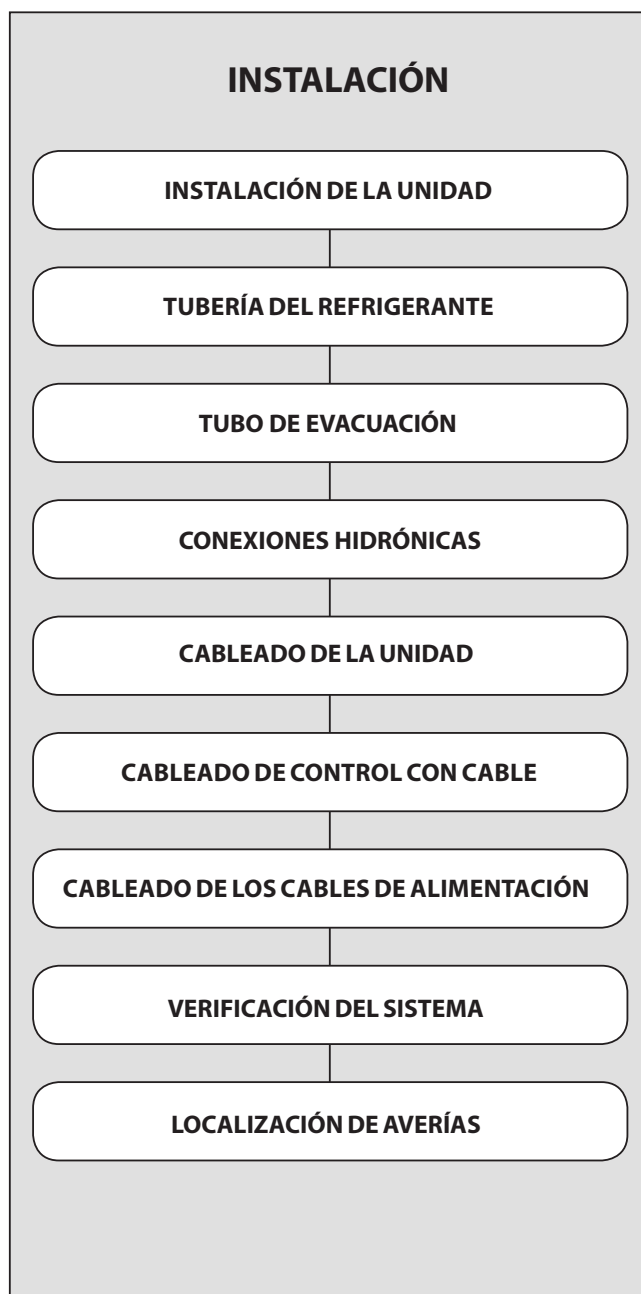 INSTALACIÓN
INSTALACIÓN DE LA UNIDAD
TUBERÍA DEL REFRIGERANTE
TUBO DE EVACUACIÓN
CONEXIONES HIDRÓNICAS
CABLEADO DE LA UNIDAD
CABLEADO DE CONTROL CON CABLE
CABLEADO DE LOS CABLES DE ALIMENTACIÓN
VERIFICACIÓN DEL SISTEMA
LOCALIZACIÓN DE AVERÍAS